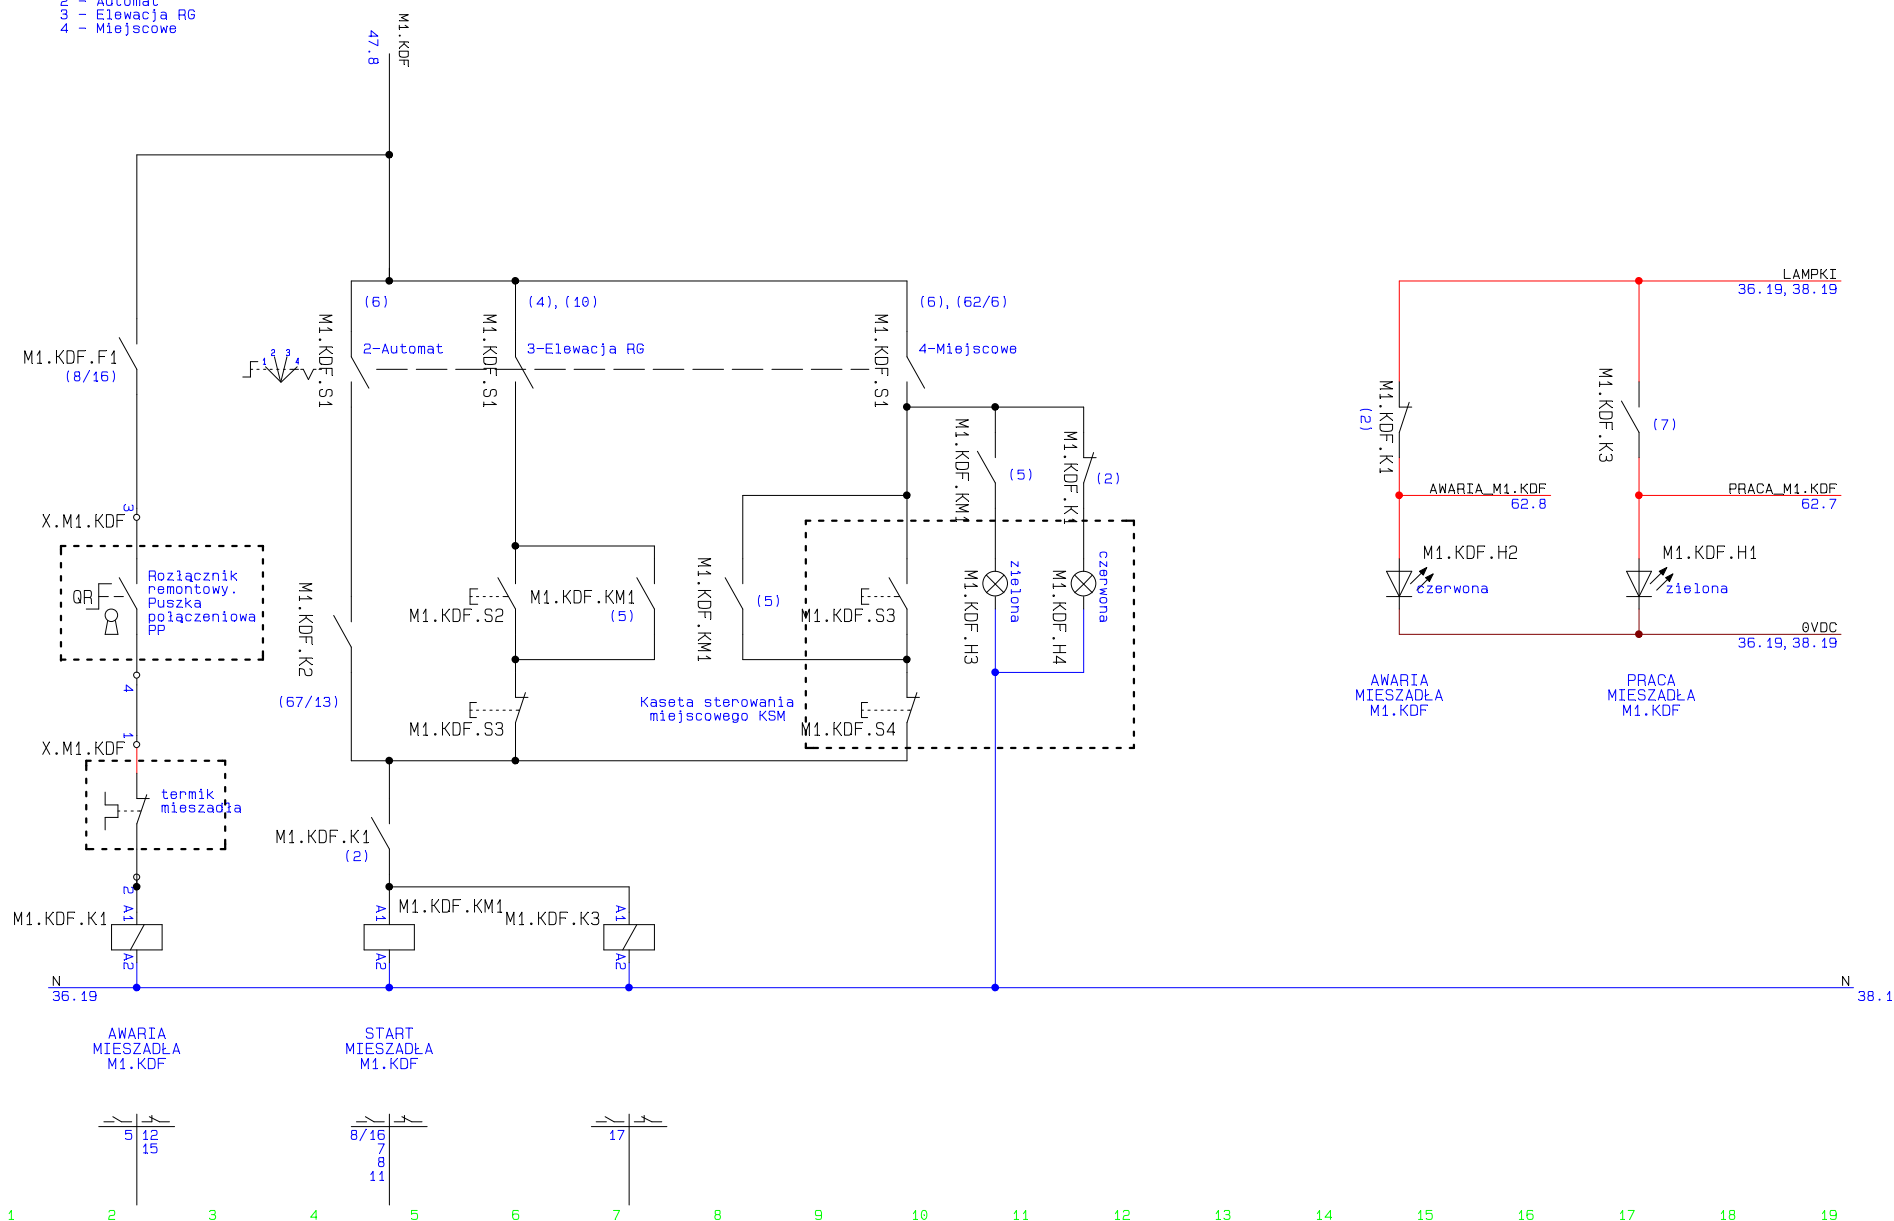 2 - Automat
3 - Elewacja RG
4 - Miejscowe
M1.KDF
47.8
(6)
(4),(10)
(6),(62/6)
LAMPKI
36.19,38.19
M1.KDF.F1
(8/16)
1 2 3 4
M1.KDF.S1
2-Automat
M1.KDF.S1
3-Elewacja RG
M1.KDF.S1
4-Miejscowe
M1.KDF.KM1
(5)
M1.KDF.K1
(2)
(2)
M1.KDF.K1
M1.KDF.K3
(7)
AWARIA_M1.KDF
62.8
PRACA_M1.KDF
62.7
3
X.M1.KDF
QR
Rozłącznik
remontowy.
Puszka
połączeniowa
PP
4
M1.KDF.K2
(67/13)
M1.KDF.S2
M1.KDF.KM1
(5)
M1.KDF.KM1
(5)
M1.KDF.S3
M1.KDF.H3
zielona
M1.KDF.H4
czerwona
M1.KDF.H2
czerwona
M1.KDF.H1
zielona
0VDC
36.19,38.19
M1.KDF.S3
Kaseta sterowania
miejscowego KSM
M1.KDF.S4
AWARIA
MIESZADŁA
M1.KDF
PRACA
MIESZADŁA
M1.KDF
1
X.M1.KDF
termik
mieszadła
2
M1.KDF.K1
(2)
M1.KDF.K1
A1
A2
M1.KDF.KM1
A1
A2
M1.KDF.K3
A1
A2
N
36.19
N
38.1
AWARIA
MIESZADŁA
M1.KDF
START
MIESZADŁA
M1.KDF
5 12
15
8/16
7
8
11
17
1 2 3 4 5 6 7 8 9 10 11 12 13 14 15 16 17 18 19